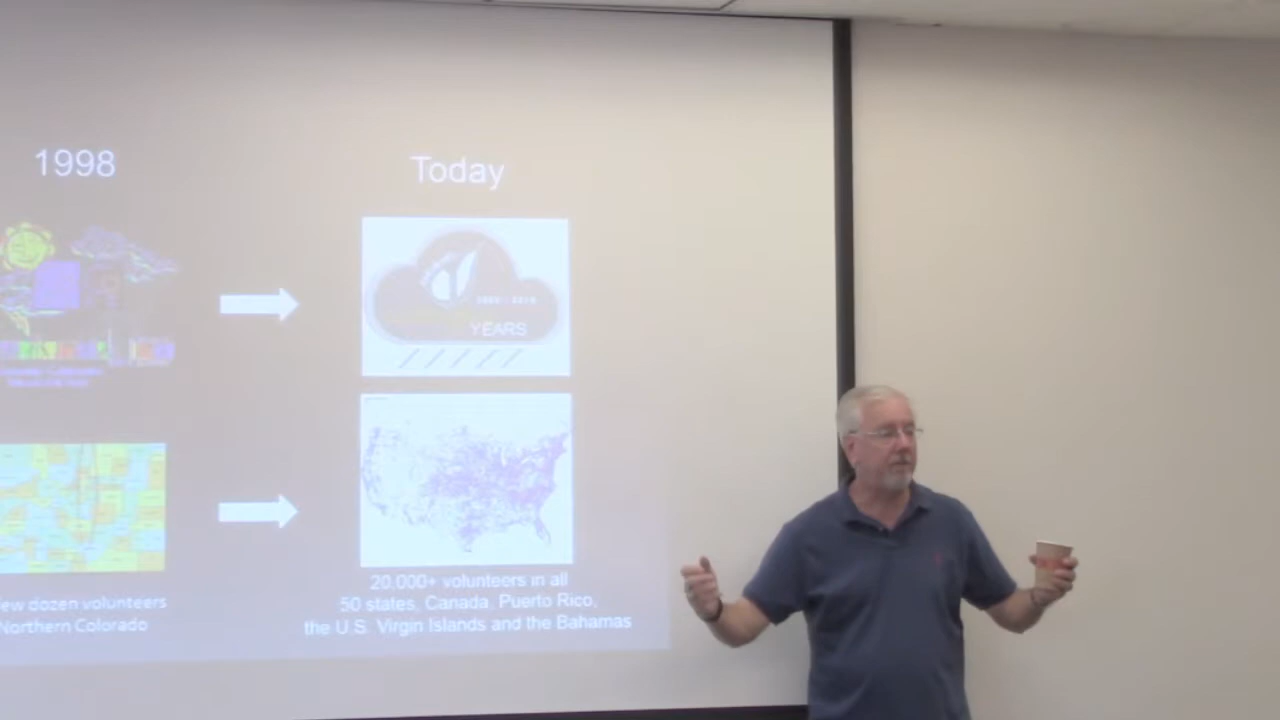 1998
Today
YEARS
ew dozen volunteers
Northern Colorado
20,000+ volunteers in all
50 states, Canada, Puerto Rico,
the U.S. Virgin Islands and the Bahamas